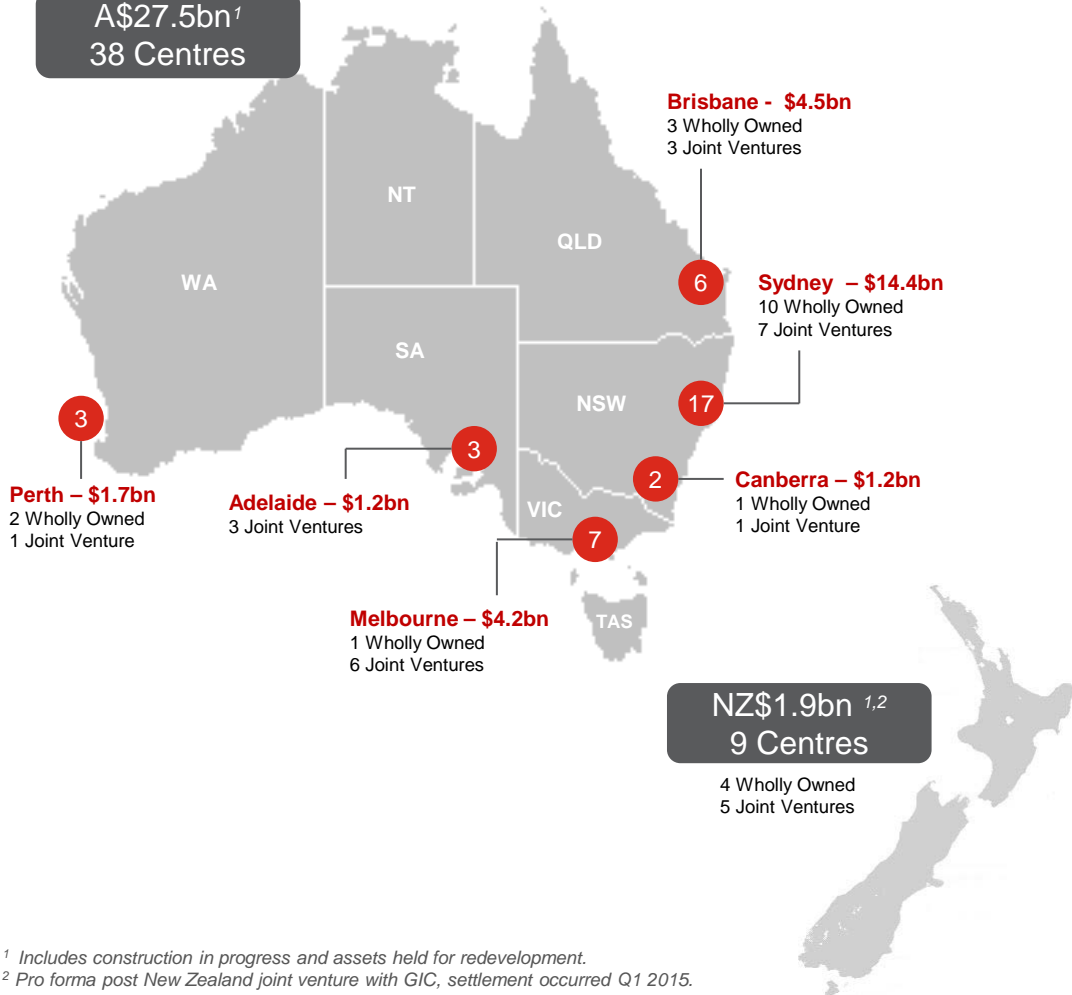 A$27.5bn¹
38 Centres
Brisbane - $4.5bn
3 Wholly Owned
3 Joint Ventures
NT
QLD
WA
6
Sydney – $14.4bn
10 Wholly Owned
7 Joint Ventures
SA
NSW
17
3
3
2
Perth – $1.7bn
2 Wholly Owned
1 Joint Venture
Adelaide – $1.2bn
3 Joint Ventures
Canberra – $1.2bn
1 Wholly Owned
1 Joint Venture
VIC
7
Melbourne – $4.2bn
1 Wholly Owned
6 Joint Ventures
TAS
NZ$1.9bn ¹,²
9 Centres
4 Wholly Owned
5 Joint Ventures
¹ Includes construction in progress and assets held for redevelopment.
² Pro forma post New Zealand joint venture with GIC, settlement occurred Q1 2015.